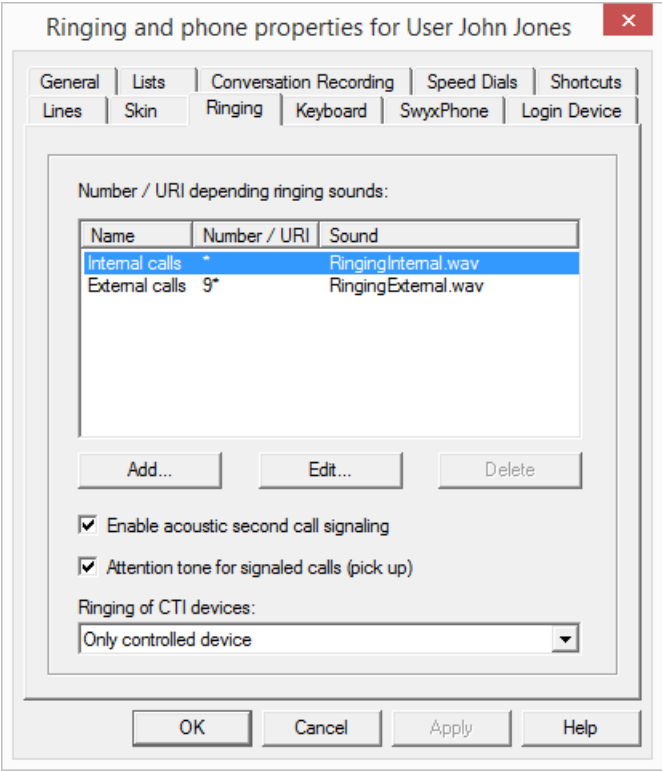 Ringing and phone properties for User John Jones
General Lists Conversation Recording Speed Dials Shortcuts
Lines Skin Ringing Keyboard SwyxPhone Login Device
Number / URI depending ringing sounds:
Name Number / URI Sound
Internal calls * RingingInternal.wav
External calls 9* RingingExternal.wav
Add... Edit... Delete
Enable acoustic second call signaling
Attention tone for signaled calls (pick up)
Ringing of CTI devices:
Only controlled device
OK Cancel Apply Help